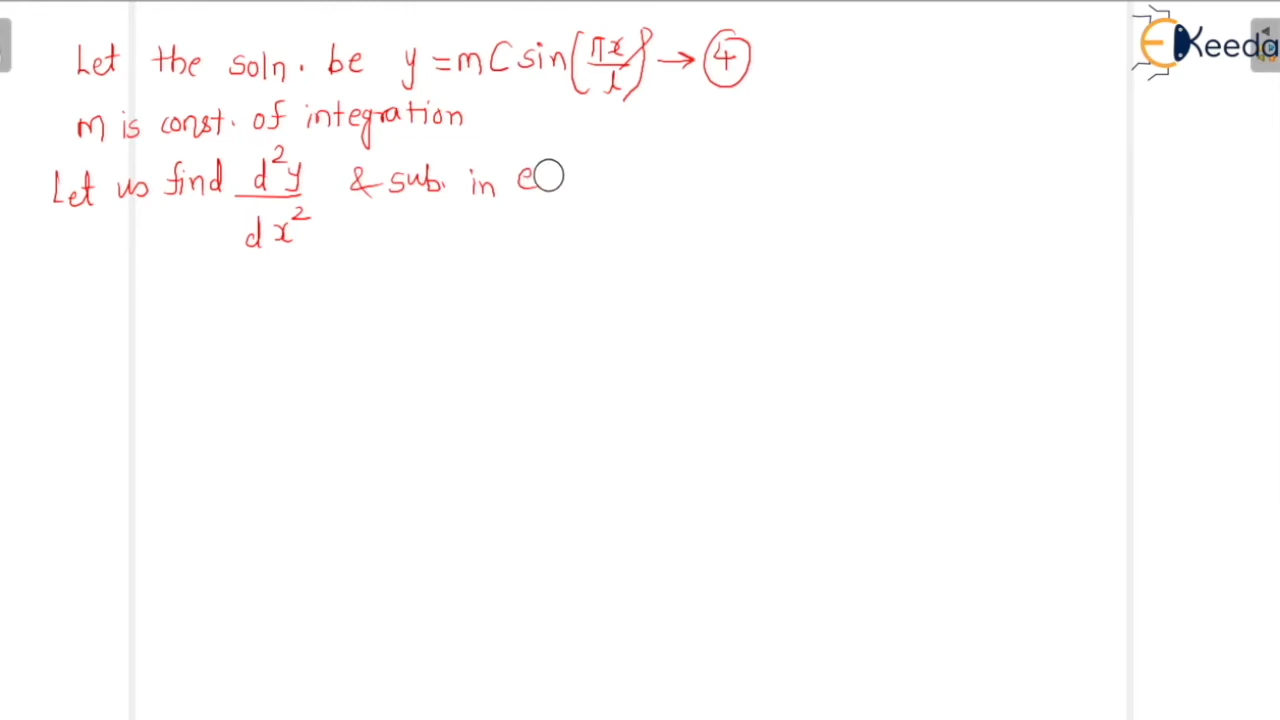 Let the soln. be y = mC sin(πx/l) → ④
m is const. of integration
Let us find d²y/dx² & sub. in e
EKeeda